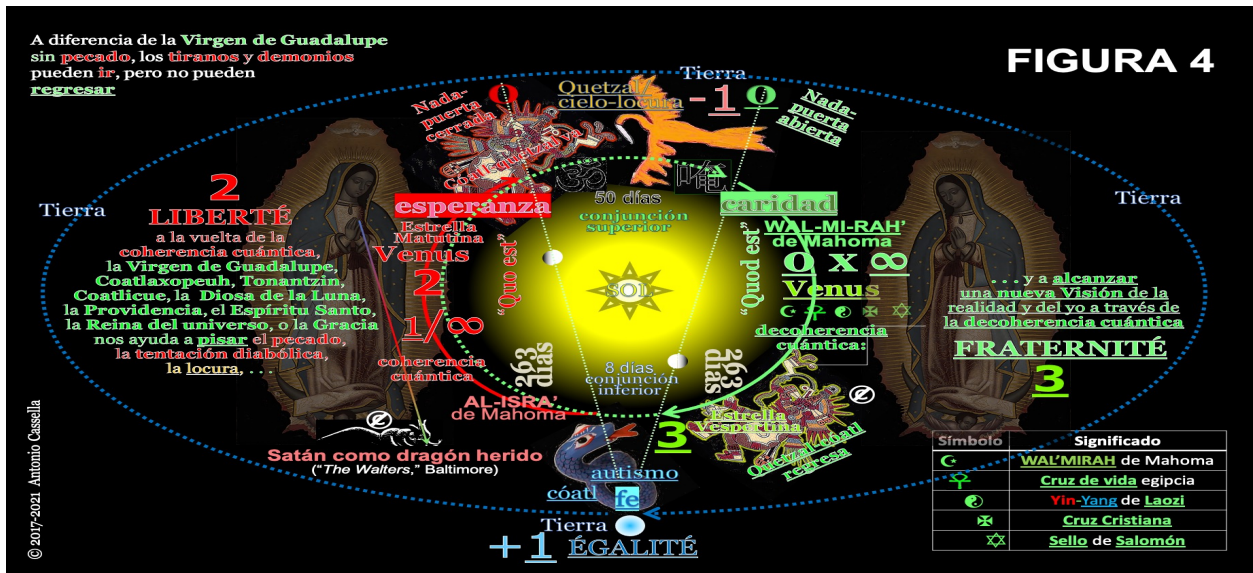 A diferencia de la Virgen de Guadalupe
sin pecado, los tiranos y demonios
pueden ir, pero no pueden
regresar
FIGURA 4
Tierra
Quetzal/
cielo-locura
-1
0
Nada-
puerta
abierta
0
Nada-
puerta
cerrada
Coatl-quetzal va
ॐ
50 días
conjunción
superior
esperanza
Estrella
Matutina
Venus
2
1/∞
coherencia
cuántica
"Quo est"
263
días
AL-ISRA'
de Mahoma
caridad
WAL-MI-RAH'
de Mahoma
0 x ∞
Venus
☪ ☥ ☯ ✠ ✡
decoherencia
cuántica:
"Quod est"
263
días
SOL
8 días
conjunción
inferior
Tierra
2
LIBERTÉ
a la vuelta de la
coherencia cuántica,
la Virgen de Guadalupe,
Coatlaxopeuh, Tonantzin,
Coatlicue, la Diosa de la Luna,
la Providencia, el Espíritu Santo,
la Reina del universo, o la Gracia
nos ayuda a pisar el pecado,
la tentación diabólica,
la locura, . . .
Tierra
. . . y a alcanzar
una nueva Visión de la
realidad y del yo a través de
la decoherencia cuántica
FRATERNITÉ
3
Satán como dragón herido
("The Walters," Baltimore)
3
Estrella
Vespertina
Quetzal-cóatl
regresa
autismo
cóatl
fe
Tierra
+1 ÉGALITÉ
Símbolo Significado
☪ WAL'MIRAH de Mahoma
☥ Cruz de vida egipcia
☯ Yin-Yang de Laozi
✠ Cruz Cristiana
✡ Sello de Salomón
© 2017-2021 Antonio Cassella